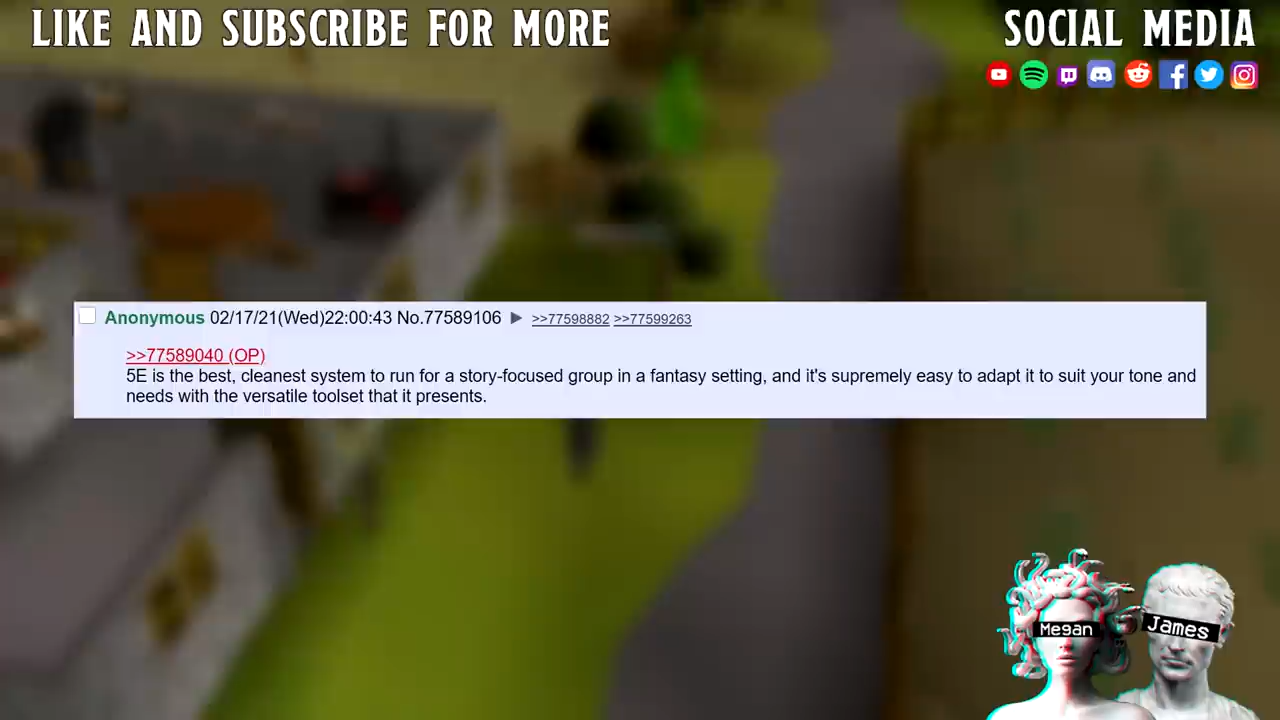 LIKE AND SUBSCRIBE FOR MORE
SOCIAL MEDIA
Anonymous 02/17/21(Wed)22:00:43 No.77589106 ▶ >>77598882 >>77599263
>>77589040 (OP)
5E is the best, cleanest system to run for a story-focused group in a fantasy setting, and it's supremely easy to adapt it to suit your tone and
needs with the versatile toolset that it presents.
Megan
James